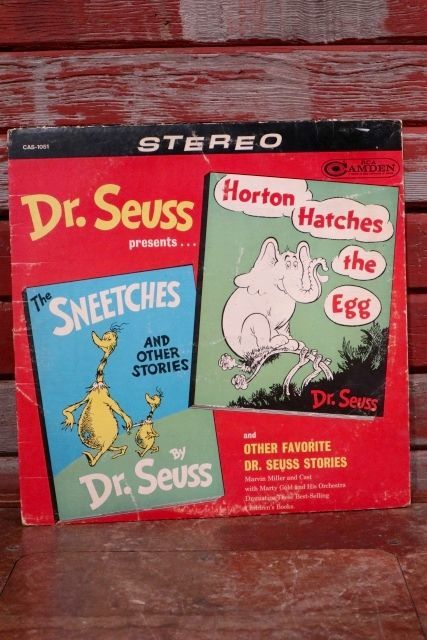 STEREO
CAS-1051
RCA
CAMDEN
Dr. Seuss
presents...
Horton
Hatches
the
Egg
Dr. Seuss
The
SNEETCHES
AND
OTHER
STORIES
BY
Dr. Seuss
and
OTHER FAVORITE
DR. SEUSS STORIES
Marvin Miller and Cast
with Marty Gold and His Orchestra
Dramatize These Best-Selling
Children's Books